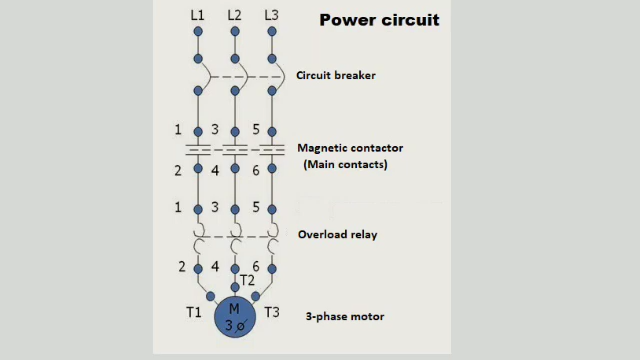 L1 L2 L3
Power circuit
Circuit breaker
1 3 5
Magnetic contactor
(Main contacts)
2 4 6
1 3 5
Overload relay
2 4 6
T2
T1 T3
M
3 ø
3-phase motor